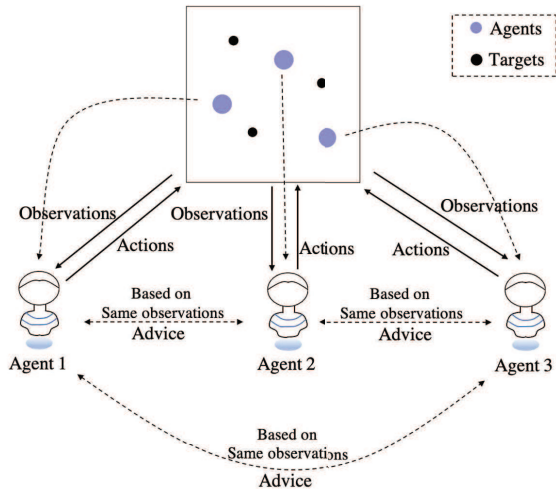 Agents
Targets
Observations
Actions
Observations
Actions
Observations
Actions
Based on
Same observations
Advice
Based on
Same observations
Advice
Agent 1
Agent 2
Agent 3
Based on
Same observations
Advice